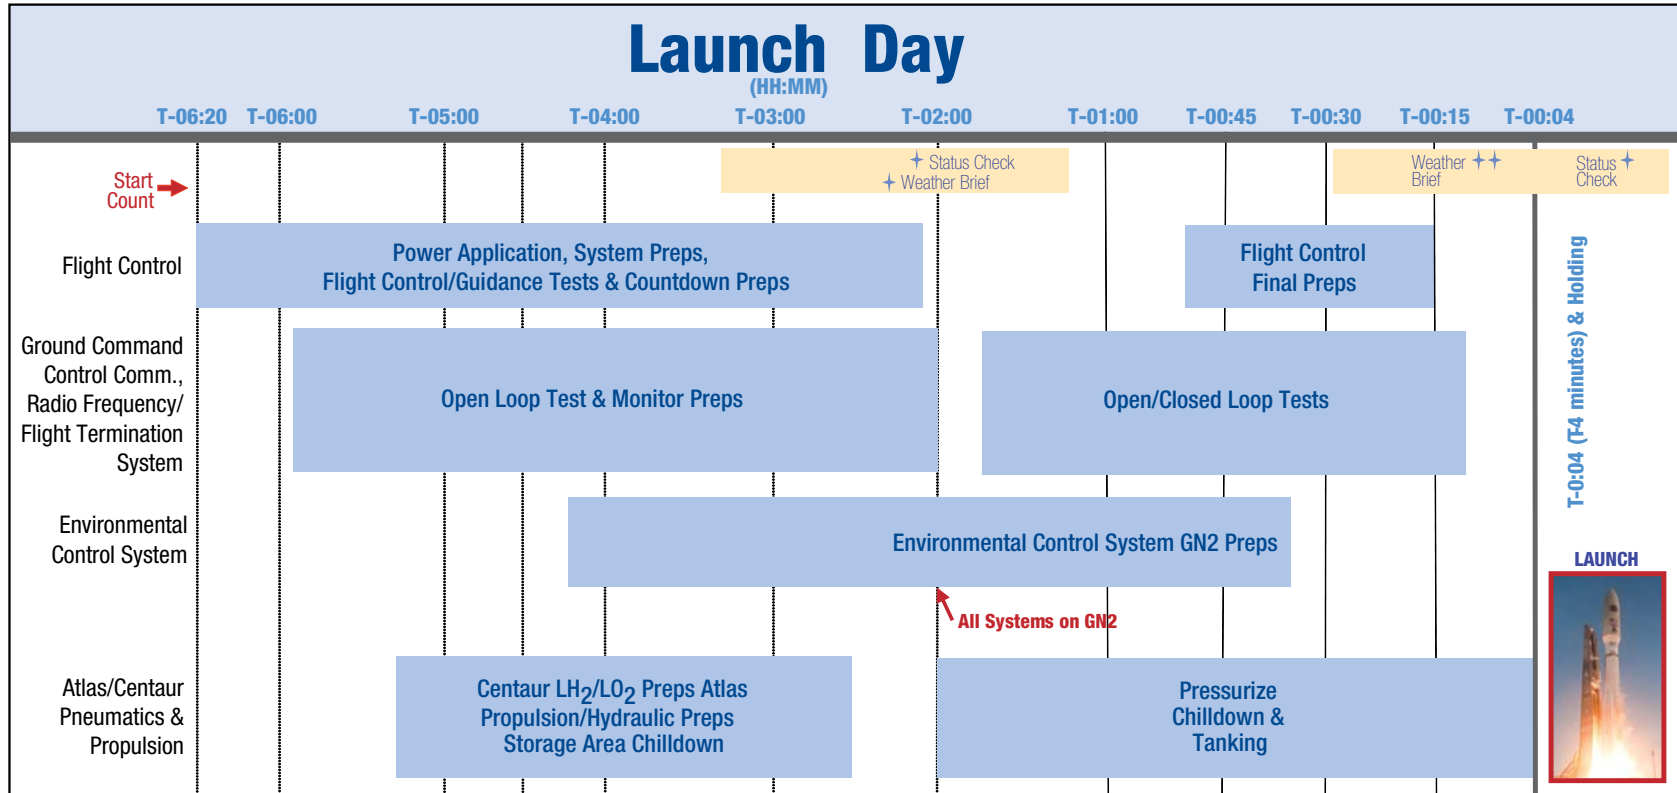 Launch Day
(HH:MM)
T-06:20 T-06:00 T-05:00 T-04:00 T-03:00 T-02:00 T-01:00 T-00:45 T-00:30 T-00:15 T-00:04
Start
Count
Status Check
Weather Brief
Weather
Brief
Status
Check
Flight Control
Power Application, System Preps,
Flight Control/Guidance Tests & Countdown Preps
Flight Control
Final Preps
Ground Command
Control Comm.,
Radio Frequency/
Flight Termination
System
Open Loop Test & Monitor Preps
Open/Closed Loop Tests
T-0:04 (T-4 minutes) & Holding
Environmental
Control System
Environmental Control System GN2 Preps
All Systems on GN2
LAUNCH
Atlas/Centaur
Pneumatics &
Propulsion
Centaur LH2/LO2 Preps Atlas
Propulsion/Hydraulic Preps
Storage Area Chilldown
Pressurize
Chilldown &
Tanking